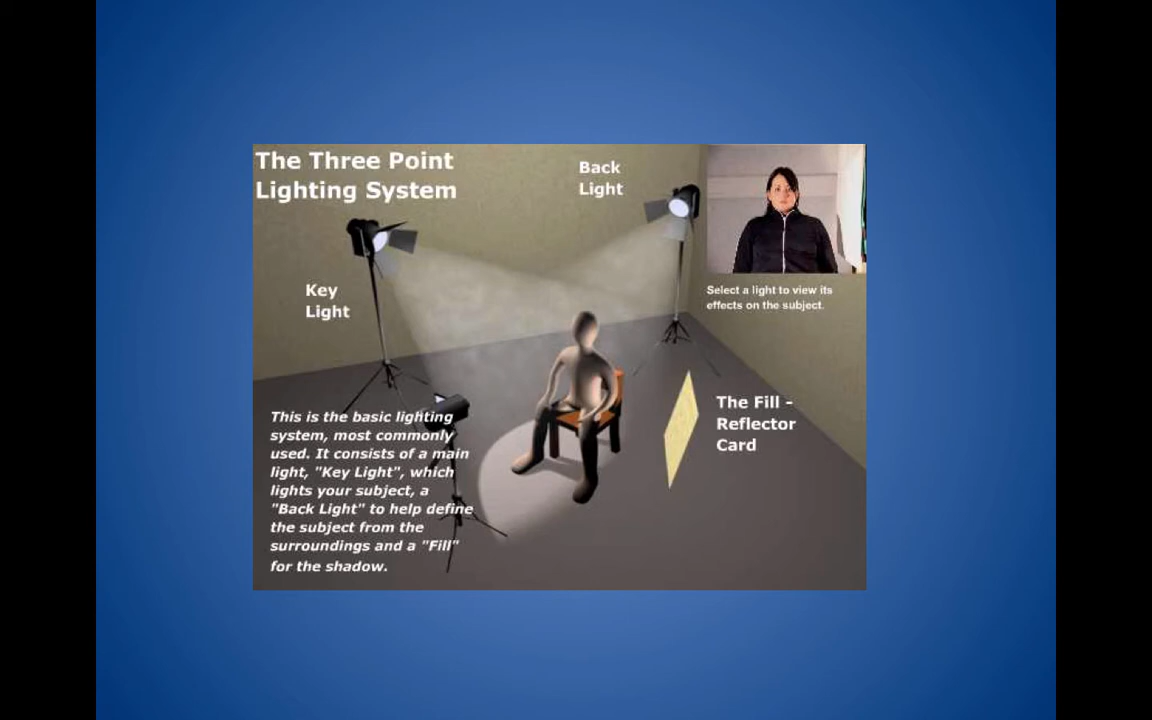 The Three Point
Lighting System
Back
Light
Key
Light
Select a light to view its
effects on the subject.
The Fill -
Reflector
Card
This is the basic lighting
system, most commonly
used. It consists of a main
light, "Key Light", which
lights your subject, a
"Back Light" to help define
the subject from the
surroundings and a "Fill"
for the shadow.